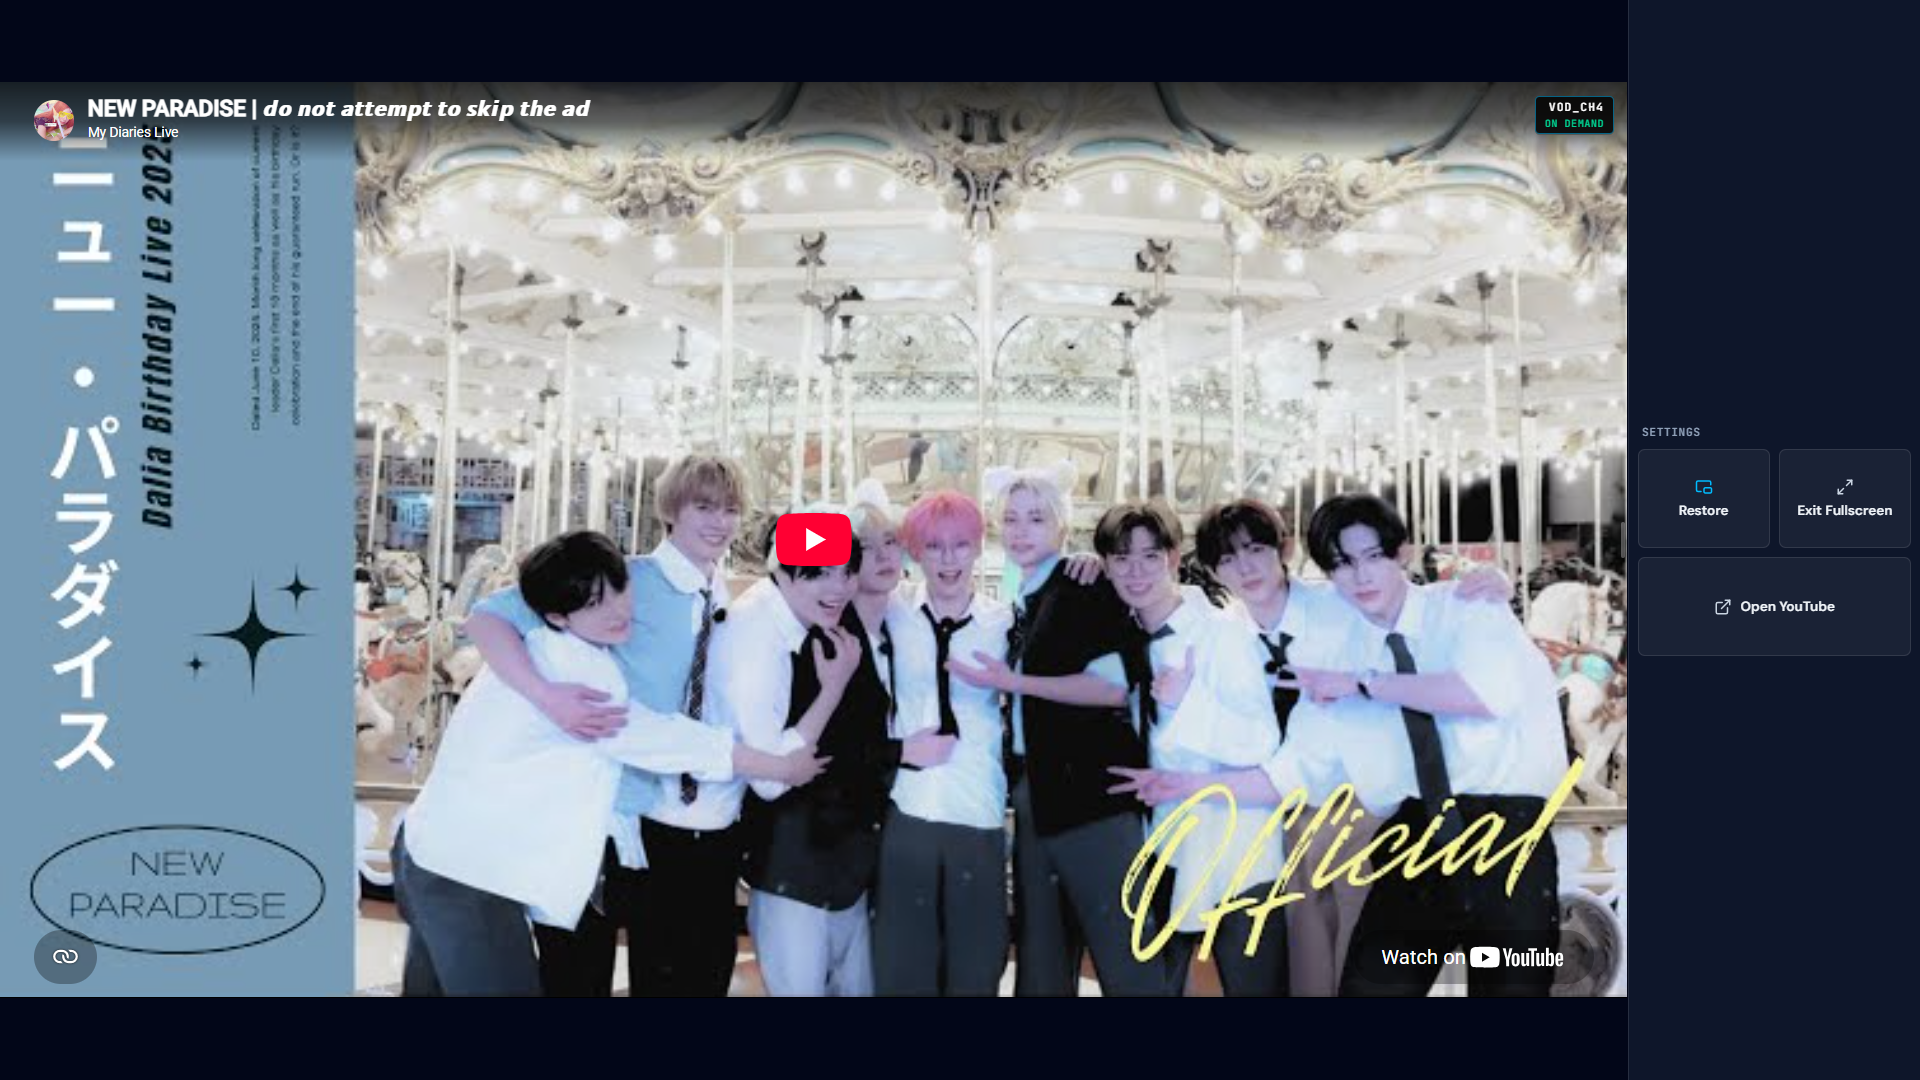 NEW PARADISE | do not attempt to skip the ad
My Diaries Live
VOD_CH4
ON DEMAND
ニュー・パラダイス
Dalia Birthday Live 202
NEW
PARADISE
Official
Watch on YouTube
SETTINGS
Restore
Exit Fullscreen
Open YouTube